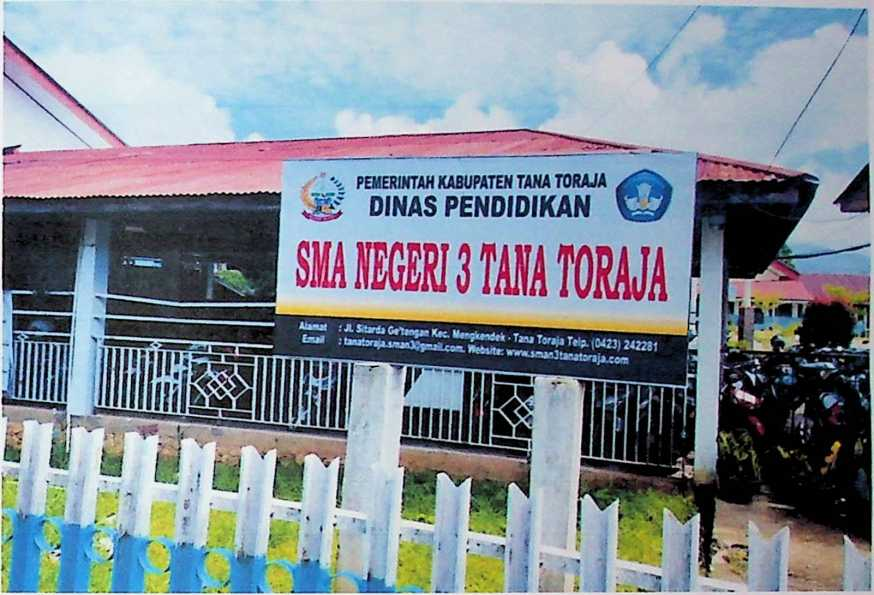 PEMERINTAH KABUPATEN TANA TORAJA
DINAS PENDIDIKAN
SMA NEGERI 3 TANA TORAJA
Alamat : Jl. Sitarda Ge'tengan Kec. Mengkendek - Tana Toraja Telp. (0423) 242281
Email : tanatoraja.sman3@gmail.com. Website: www.sman3tanatoraja.com